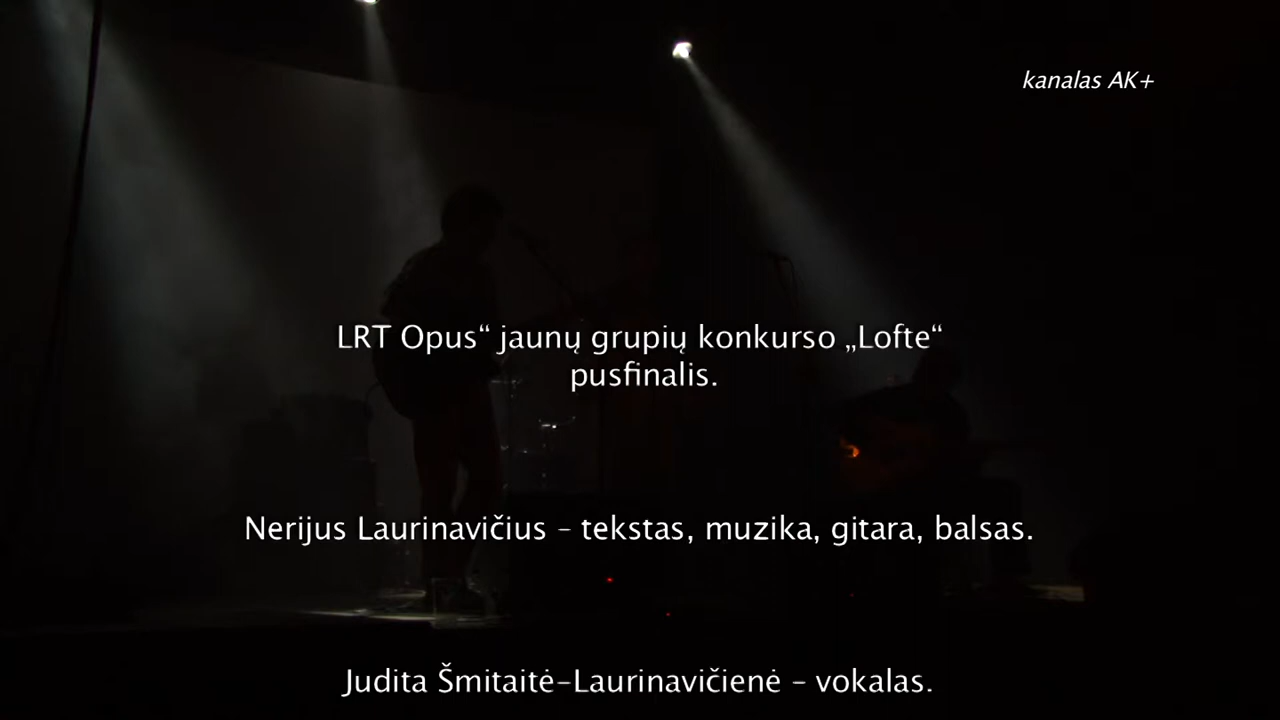 kanalas AK+
LRT Opus“ jaunų grupių konkurso „Lofte“
pusfinalis.
Nerijus Laurinavičius – tekstas, muzika, gitara, balsas.
Judita Šmitaitė-Laurinavičienė – vokalas.